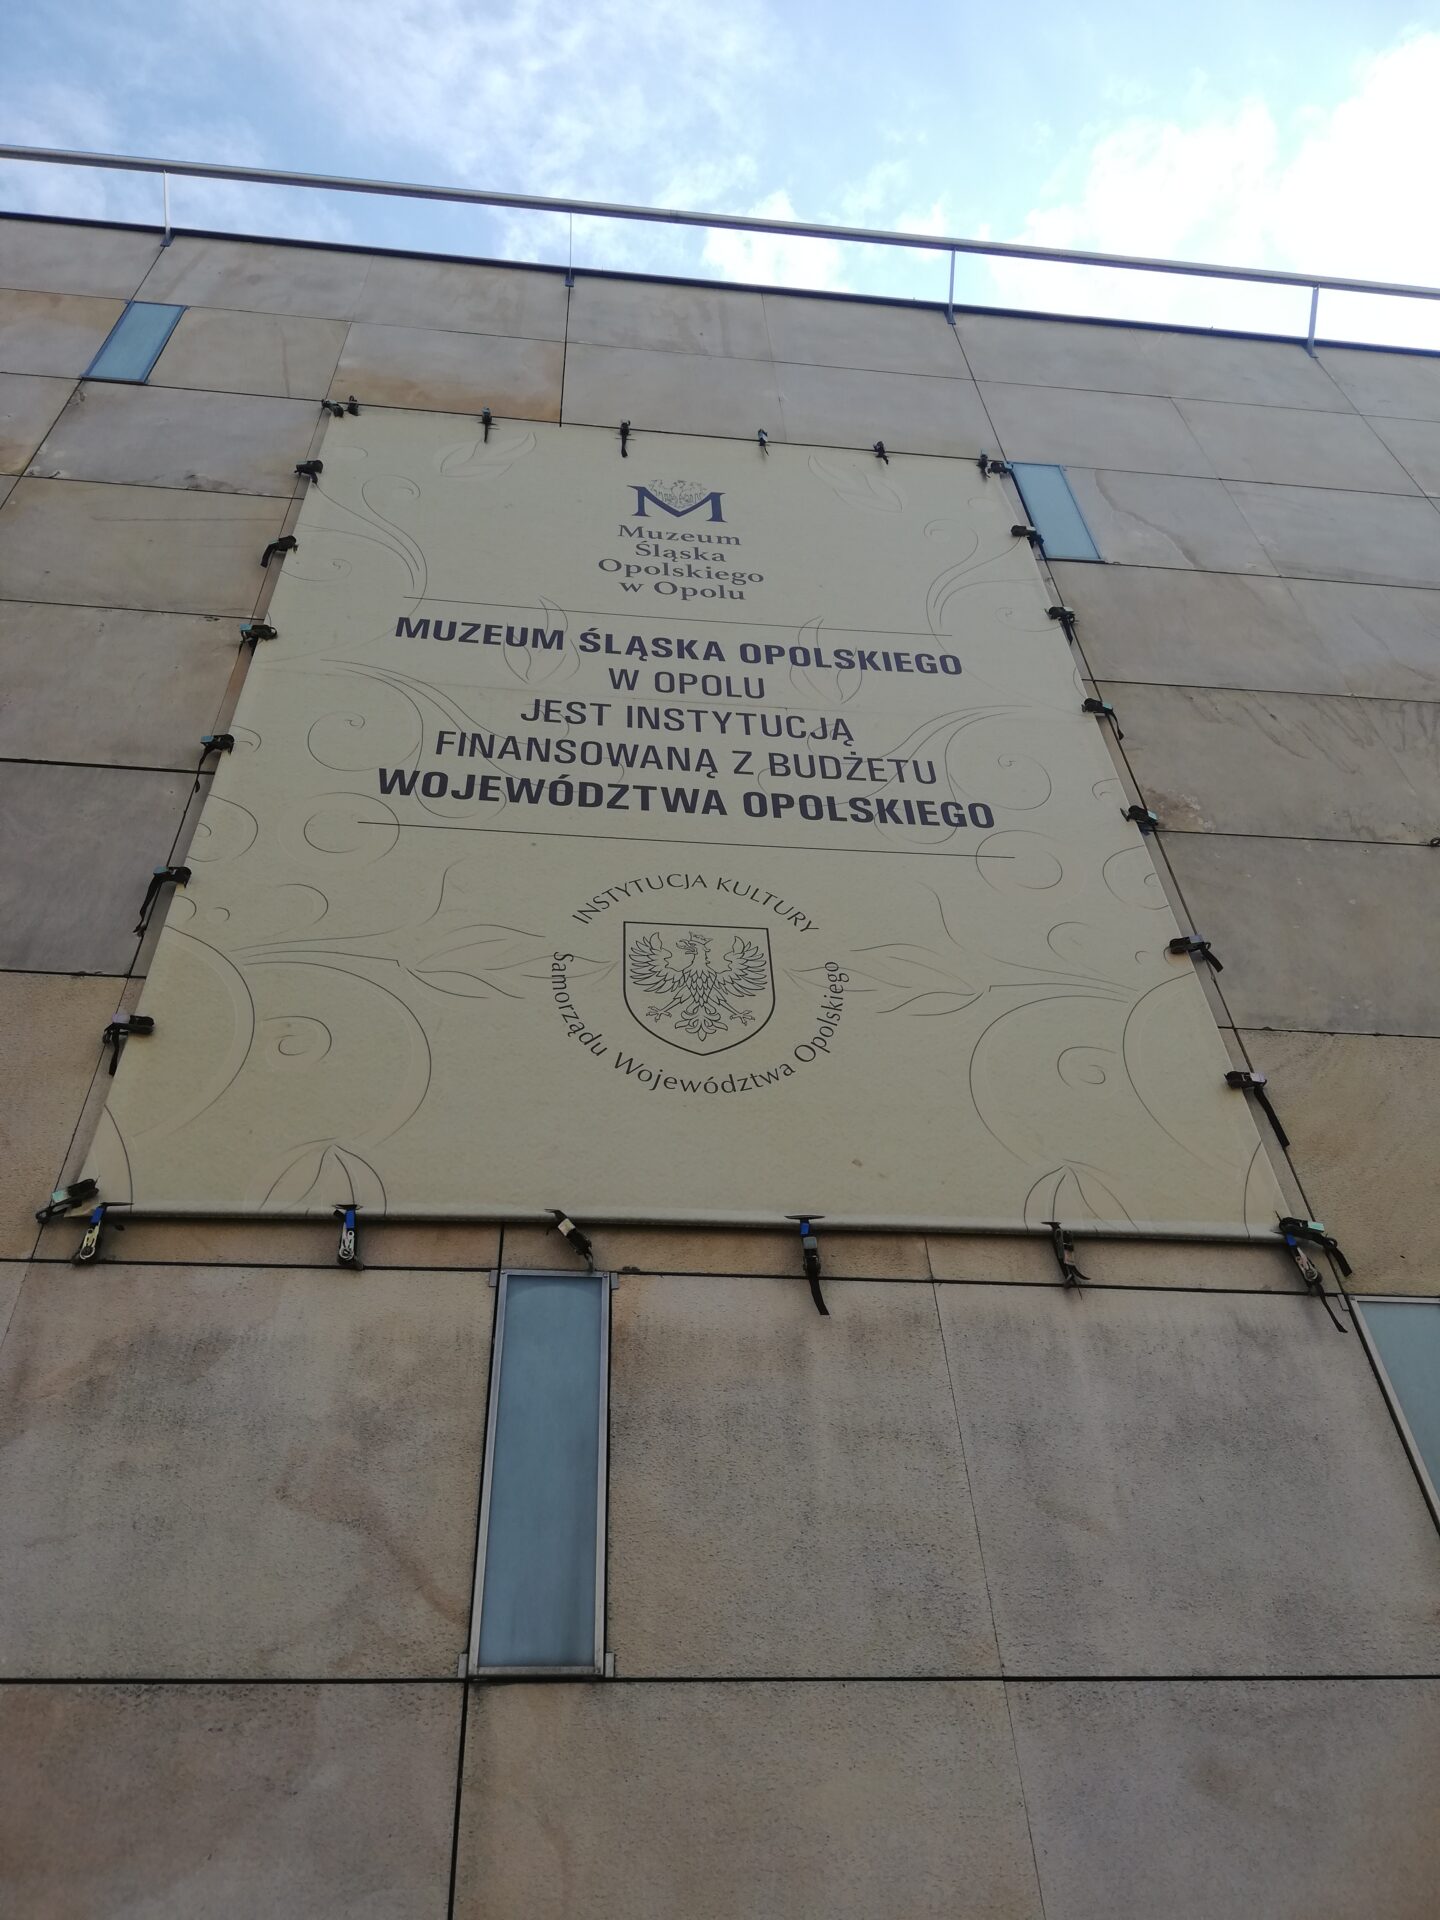 M
Muzeum
Śląska
Opolskiego
w Opolu
MUZEUM ŚLĄSKA OPOLSKIEGO
W OPOLU
JEST INSTYTUCJĄ
FINANSOWANĄ Z BUDŻETU
WOJEWÓDZTWA OPOLSKIEGO
INSTYTUCJA KULTURY
Samorządu Województwa Opolskiego